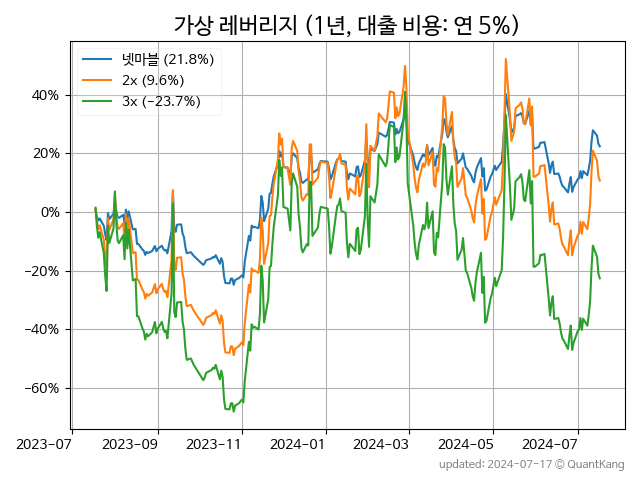 가상 레버리지 (1년, 대출 비용: 연 5%)
넷마블 (21.8%)
2x (9.6%)
3x (−23.7%)
40%
20%
0%
−20%
−40%
−60%
2023-07 2023-09 2023-11 2024-01 2024-03 2024-05 2024-07
updated: 2024-07-17 © QuantKang